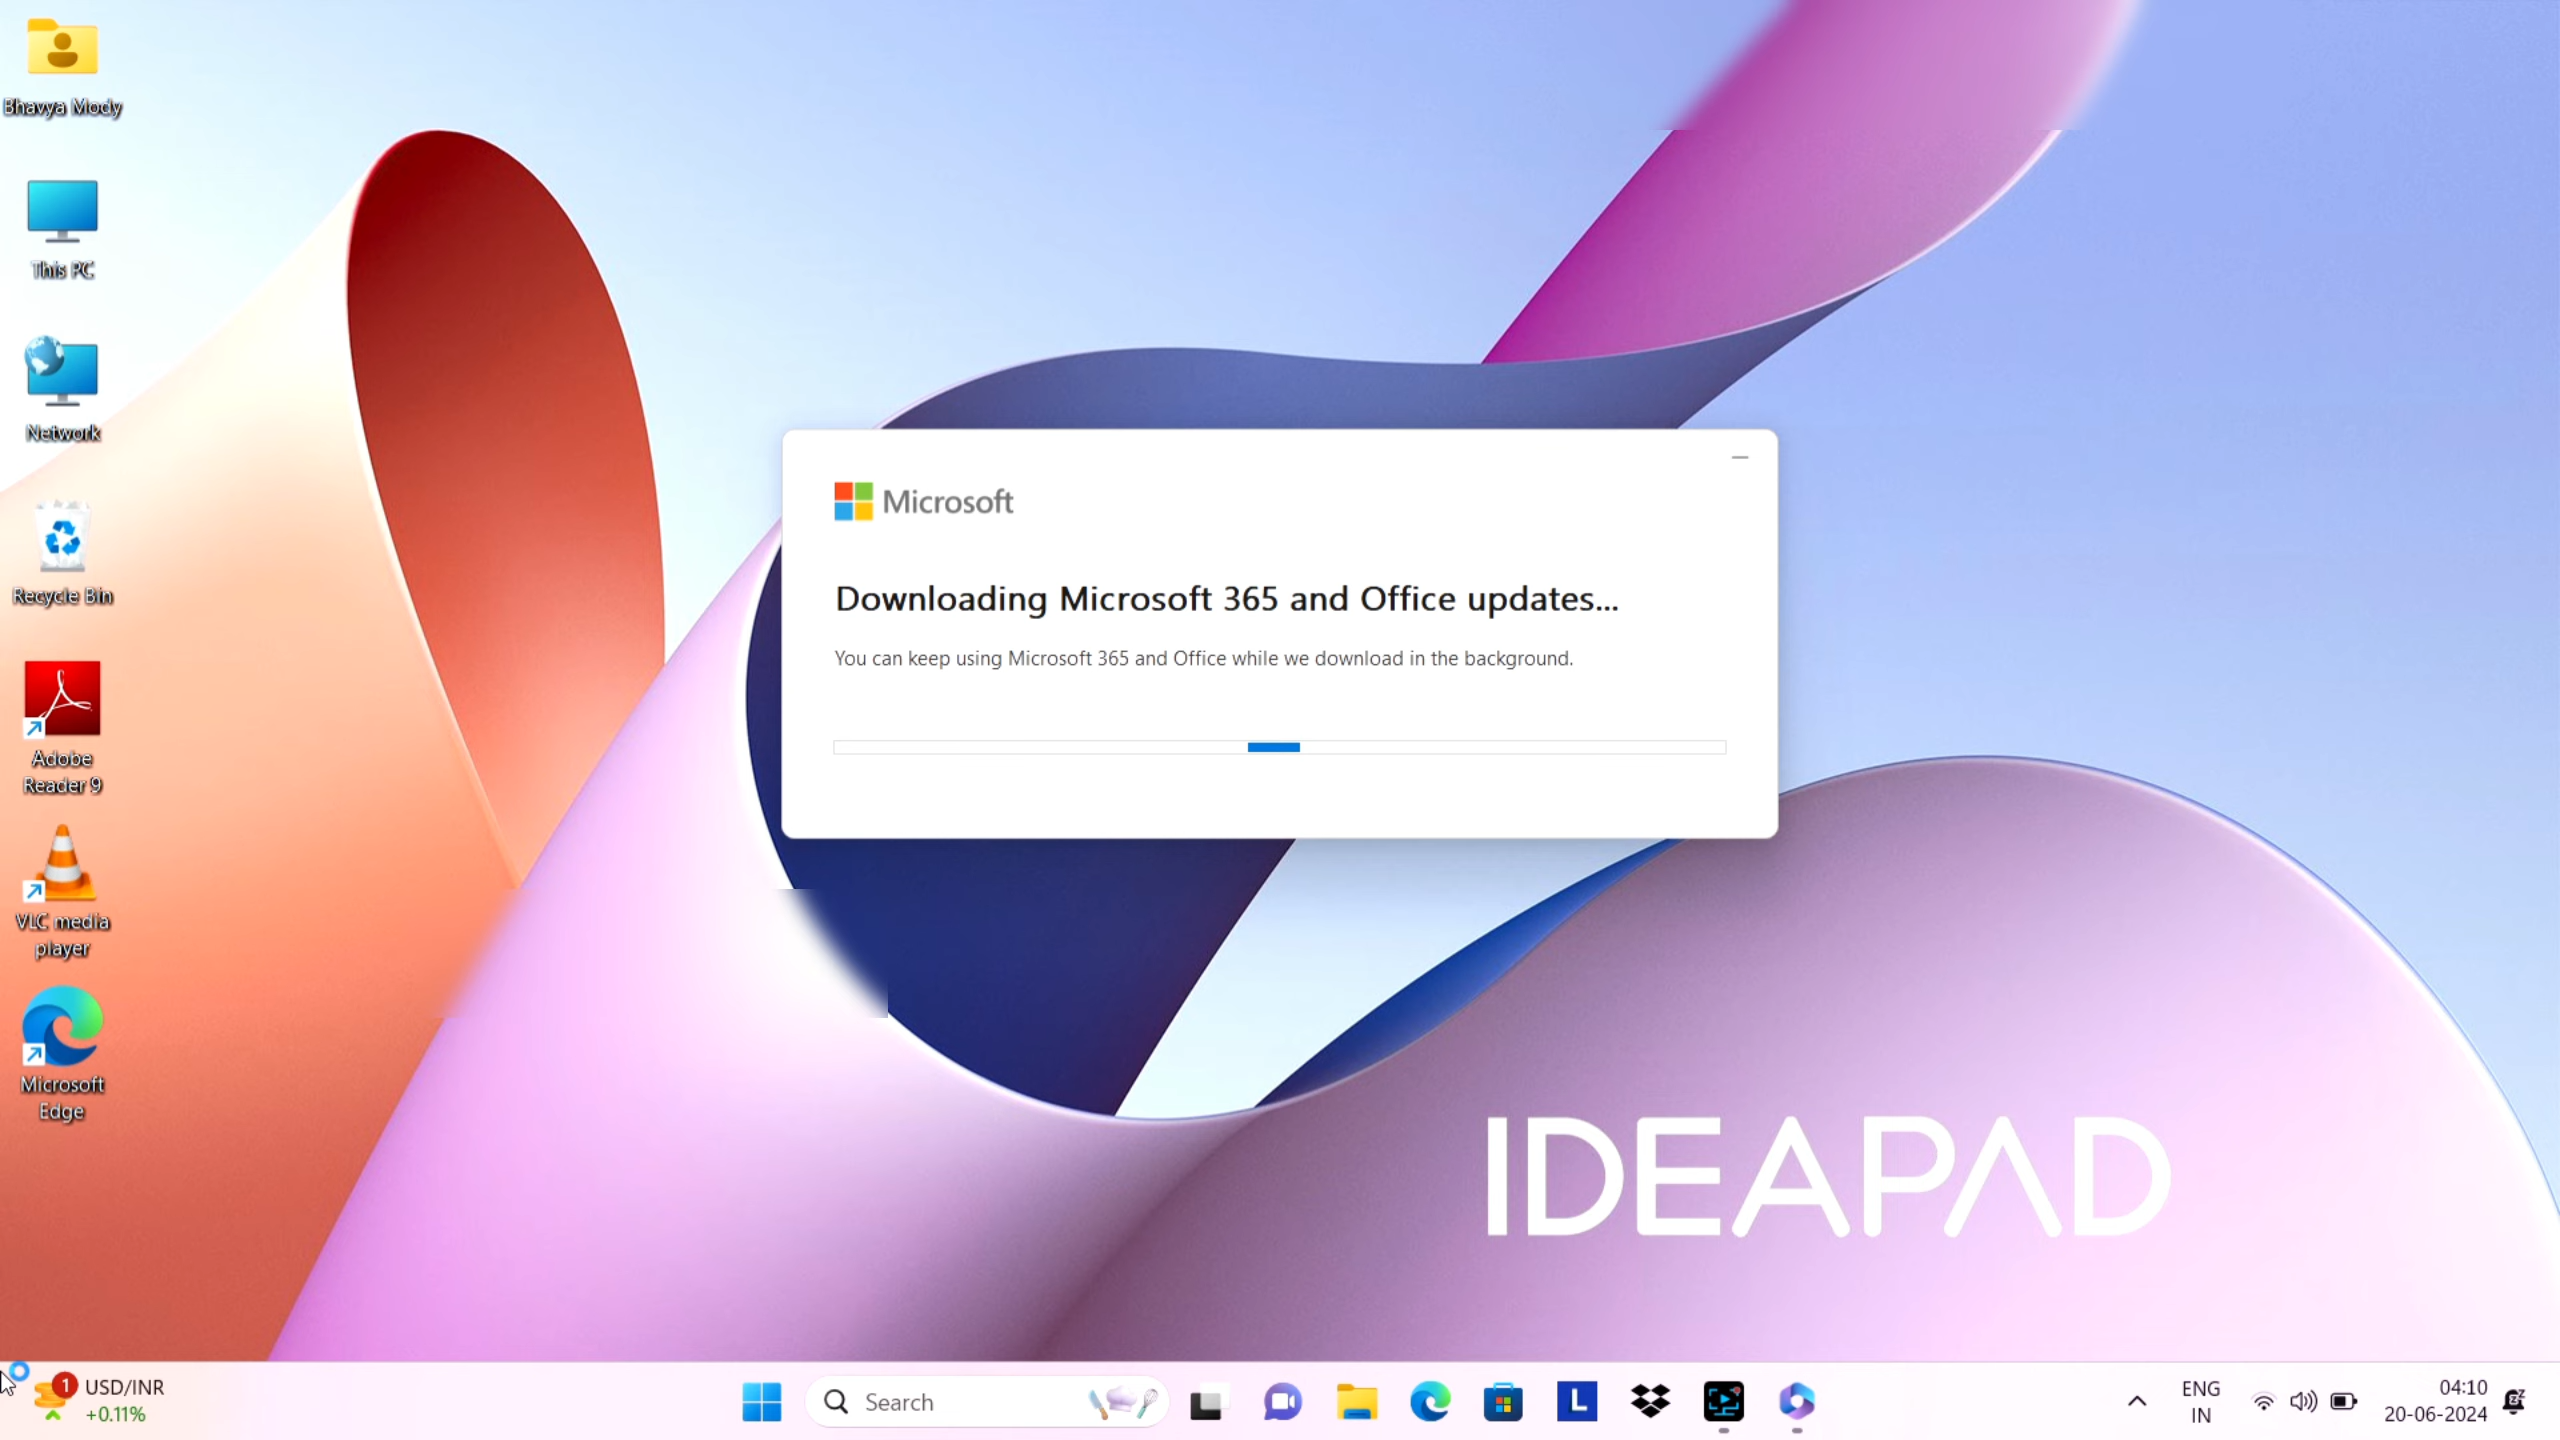 Bhavya Mody
This PC
Network
Recycle Bin
Adobe
Reader 9
VLC media
player
Microsoft
Edge
Microsoft
Downloading Microsoft 365 and Office updates...
You can keep using Microsoft 365 and Office while we download in the background.
IDEAPAD
1
USD/INR
+0.11%
Search
L
ENG
IN
04:10
20-06-2024